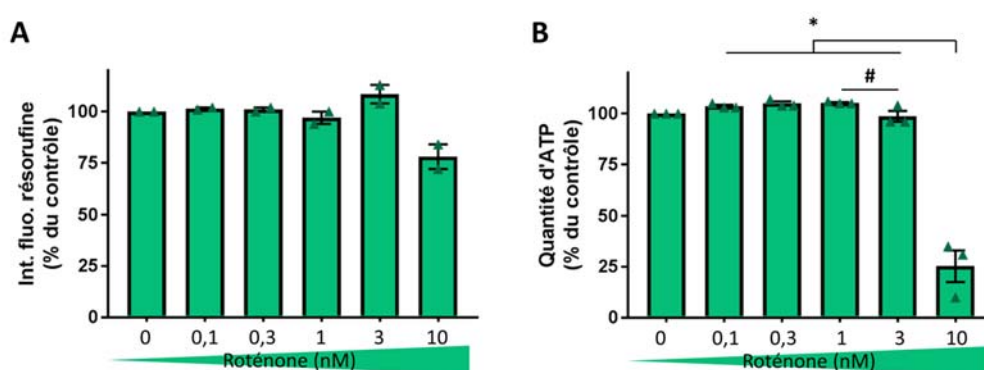 A
Int. fluo. résorufine
(% du contrôle)
100
75
50
25
0
0 0,1 0,3 1 3 10
Roténone (nM)
B
*
#
Quantité d'ATP
(% du contrôle)
100
75
50
25
0
0 0,1 0,3 1 3 10
Roténone (nM)